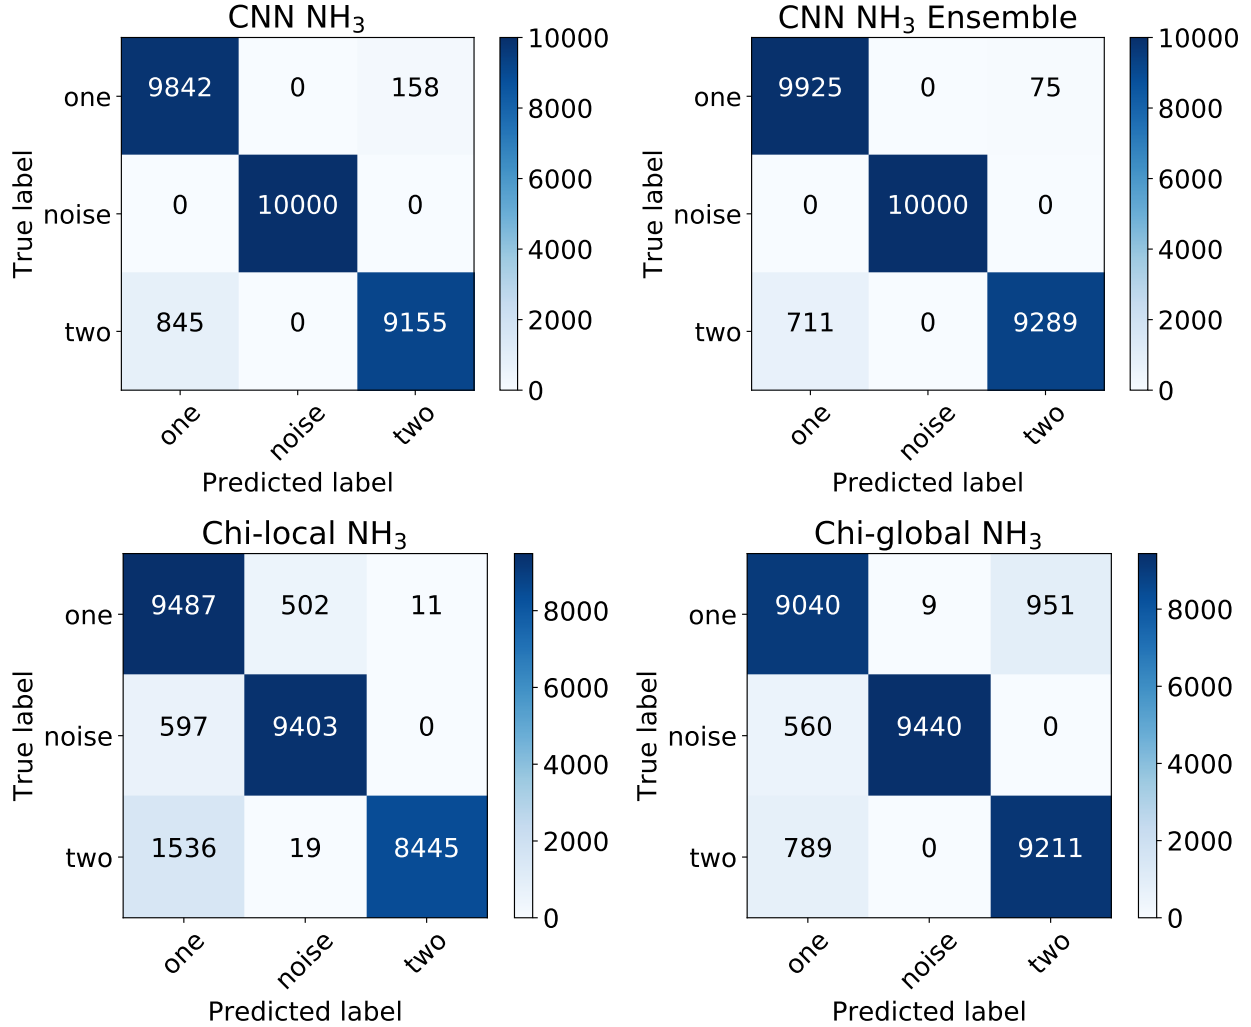 CNN NH3
True label
one 9842 0 158
noise 0 10000 0
two 845 0 9155
one noise two
Predicted label
10000
8000
6000
4000
2000
0
CNN NH3 Ensemble
True label
one 9925 0 75
noise 0 10000 0
two 711 0 9289
one noise two
Predicted label
10000
8000
6000
4000
2000
0
Chi-local NH3
True label
one 9487 502 11
noise 597 9403 0
two 1536 19 8445
one noise two
Predicted label
8000
6000
4000
2000
0
Chi-global NH3
True label
one 9040 9 951
noise 560 9440 0
two 789 0 9211
one noise two
Predicted label
8000
6000
4000
2000
0